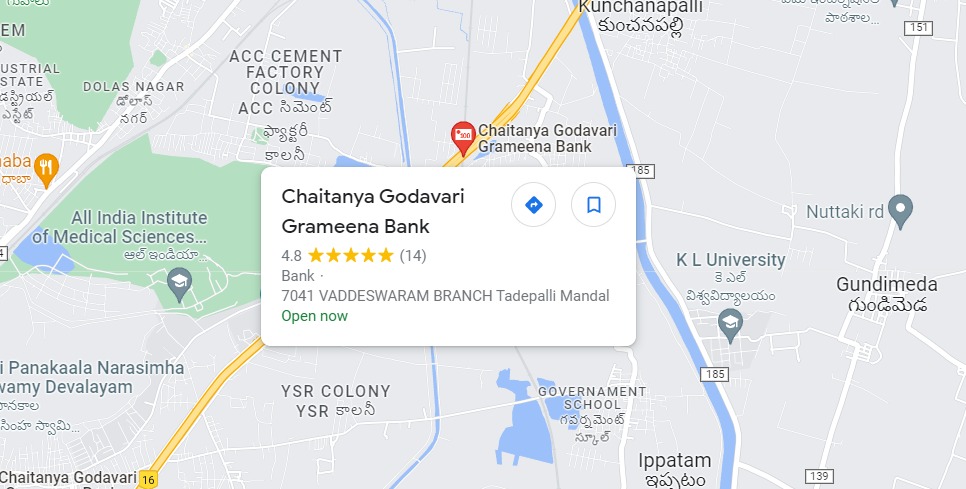 Kunchanapalli
కుంచనపల్లి
151
ACC CEMENT
FACTORY
COLONY
ACC సిమెంట్
ఫ్యాక్టరీ
కాలనీ
DOLAS NAGAR
డోలాస్
నగర్
Chaitanya Godavari
Grameena Bank
185
Chaitanya Godavari
Grameena Bank
4.8
(14)
Bank ·
7041 VADDESWARAM BRANCH Tadepalli Mandal
Open now
All India Institute
of Medical Sciences...
ఆల్ ఇండియా...
Nuttaki rd
K L University
కె ఎల్
విశ్వవిద్యాలయం
Gundimeda
గుండిమెడ
185
i Panakaala Narasimha
wamy Devalayam
YSR COLONY
YSR కాలనీ
GOVERNAMENT
SCHOOL
గవర్నమెంట్
స్కూల్
Ippatam
ఇప్పటం
139
Chaitanya Godavari
16